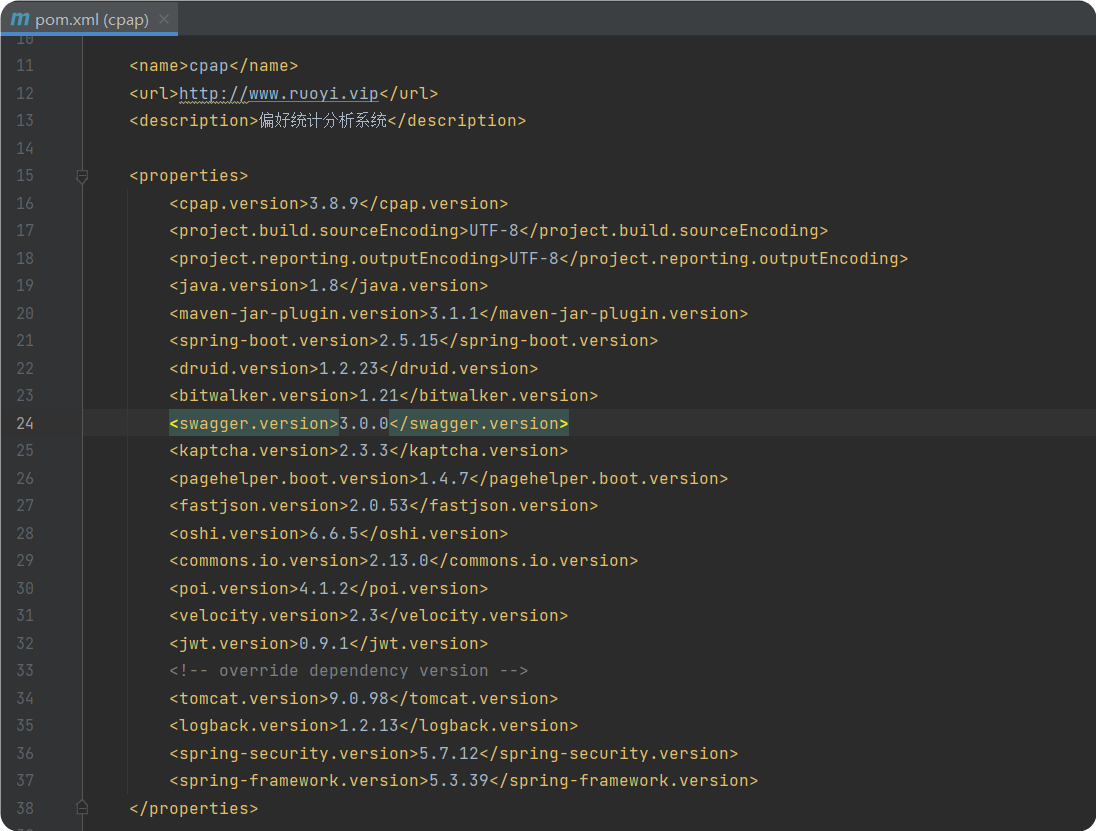 m pom.xml (cpap) ×
10
11 <name>cpap</name>
12 <url>http://www.ruoyi.vip</url>
13 <description>偏好统计分析系统</description>
14
15 <properties>
16 <cpap.version>3.8.9</cpap.version>
17 <project.build.sourceEncoding>UTF-8</project.build.sourceEncoding>
18 <project.reporting.outputEncoding>UTF-8</project.reporting.outputEncoding>
19 <java.version>1.8</java.version>
20 <maven-jar-plugin.version>3.1.1</maven-jar-plugin.version>
21 <spring-boot.version>2.5.15</spring-boot.version>
22 <druid.version>1.2.23</druid.version>
23 <bitwalker.version>1.21</bitwalker.version>
24 <swagger.version>3.0.0</swagger.version>
25 <kaptcha.version>2.3.3</kaptcha.version>
26 <pagehelper.boot.version>1.4.7</pagehelper.boot.version>
27 <fastjson.version>2.0.53</fastjson.version>
28 <oshi.version>6.6.5</oshi.version>
29 <commons.io.version>2.13.0</commons.io.version>
30 <poi.version>4.1.2</poi.version>
31 <velocity.version>2.3</velocity.version>
32 <jwt.version>0.9.1</jwt.version>
33 <!-- override dependency version -->
34 <tomcat.version>9.0.98</tomcat.version>
35 <logback.version>1.2.13</logback.version>
36 <spring-security.version>5.7.12</spring-security.version>
37 <spring-framework.version>5.3.39</spring-framework.version>
38 </properties>